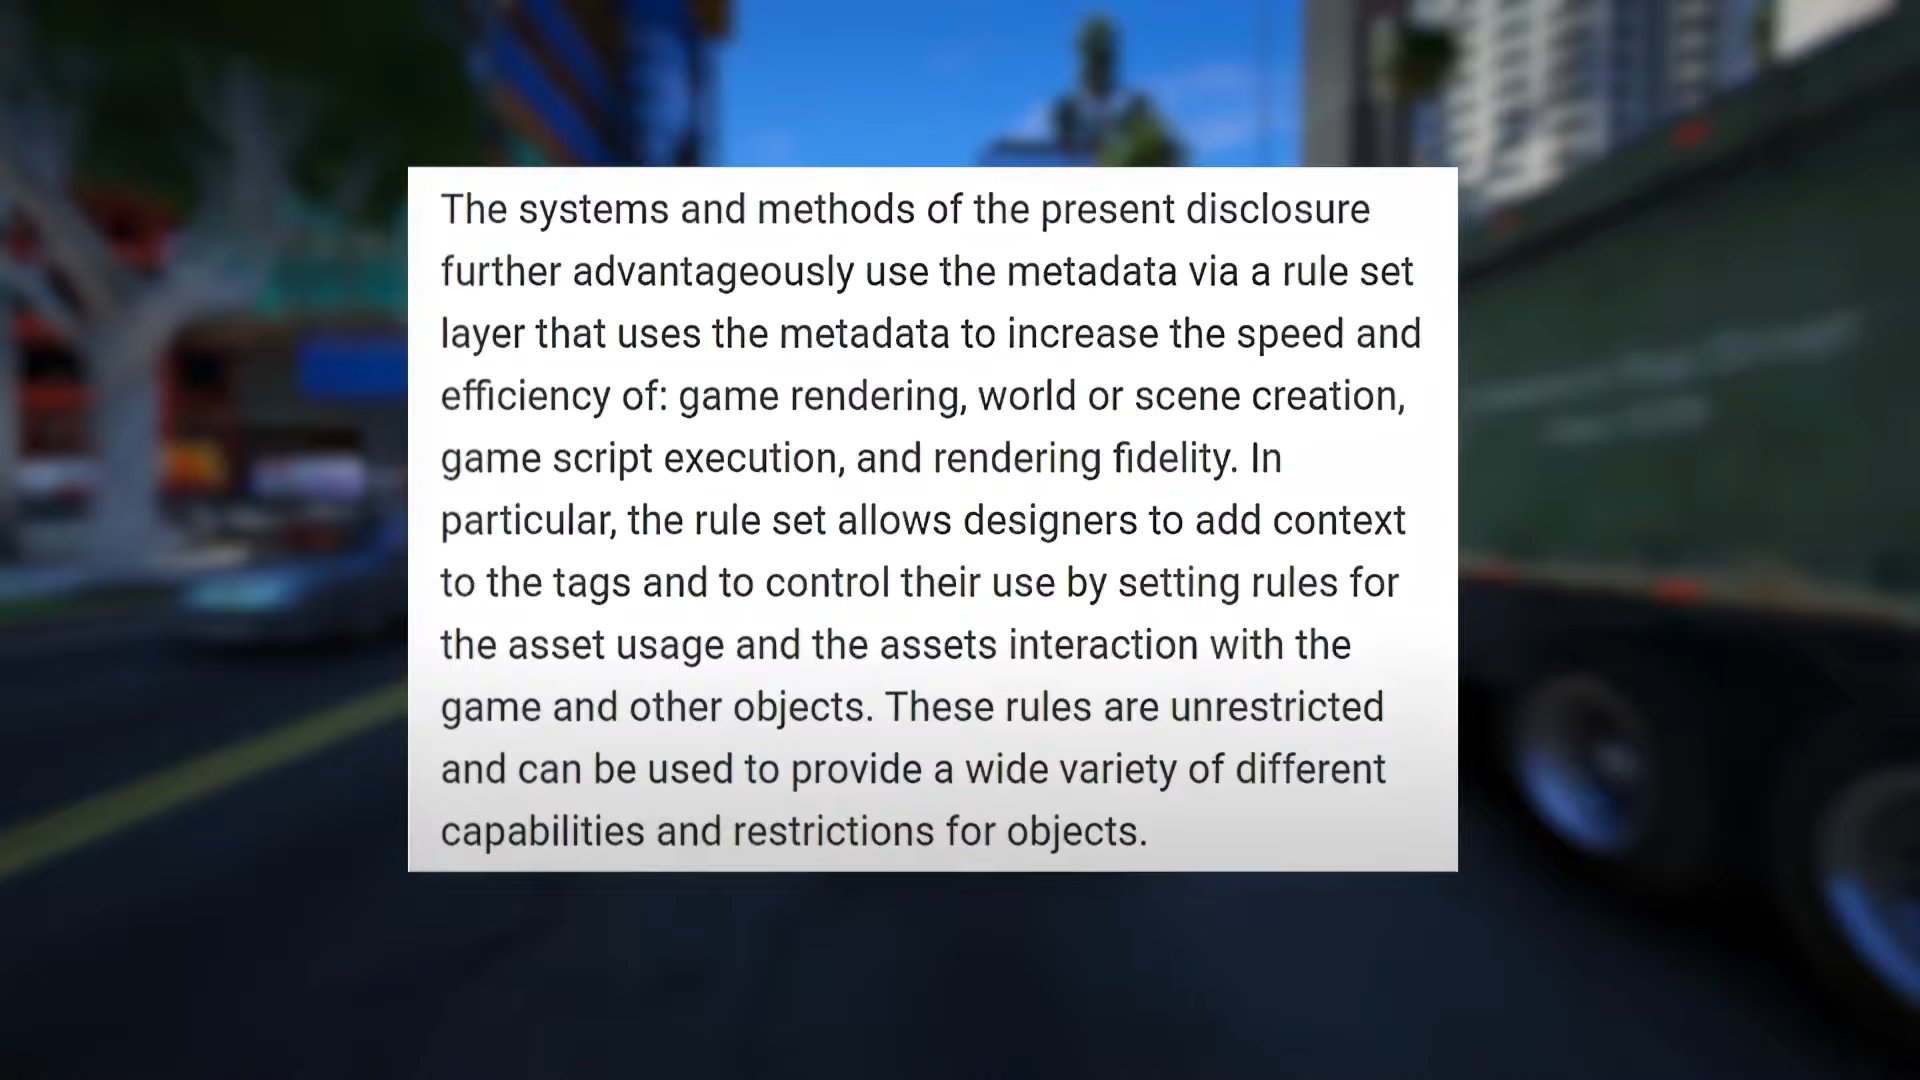 The systems and methods of the present disclosure
further advantageously use the metadata via a rule set
layer that uses the metadata to increase the speed and
efficiency of: game rendering, world or scene creation,
game script execution, and rendering fidelity. In
particular, the rule set allows designers to add context
to the tags and to control their use by setting rules for
the asset usage and the assets interaction with the
game and other objects. These rules are unrestricted
and can be used to provide a wide variety of different
capabilities and restrictions for objects.